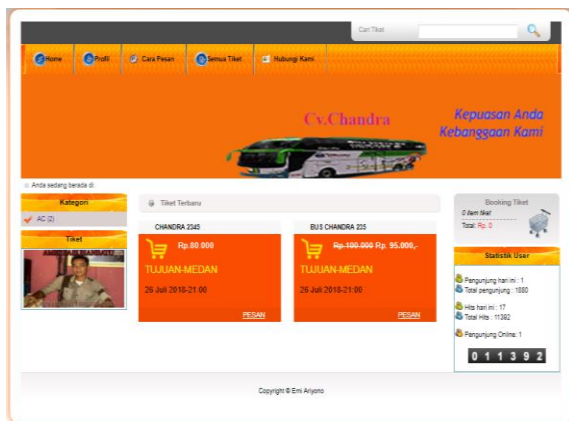 Cari Tiket
Home
Profil
Cara Pesan
Semua Tiket
Hubungi Kami
Cv.Chandra
Kepuasan Anda
Kebanggaan Kami
Anda sedang berada di:
Kategori
AC (2)
Tiket
Tiket Terbaru
CHANDRA 2345
Rp.80.000
TUJUAN-MEDAN
26 Juli 2018-21:00
PESAN
BUS CHANDRA 235
Rp.100.000 Rp. 95.000,-
TUJUAN-MEDAN
26 Juli 2018-21:00
PESAN
Booking Tiket
0 item tiket
Total: Rp. 0
Statistik User
Pengunjung hari ini : 1
Total pengunjung : 1880
Hits hari ini : 17
Total Hits : 11392
Pengunjung Online: 1
011392
Copyright © Emi Ariyono